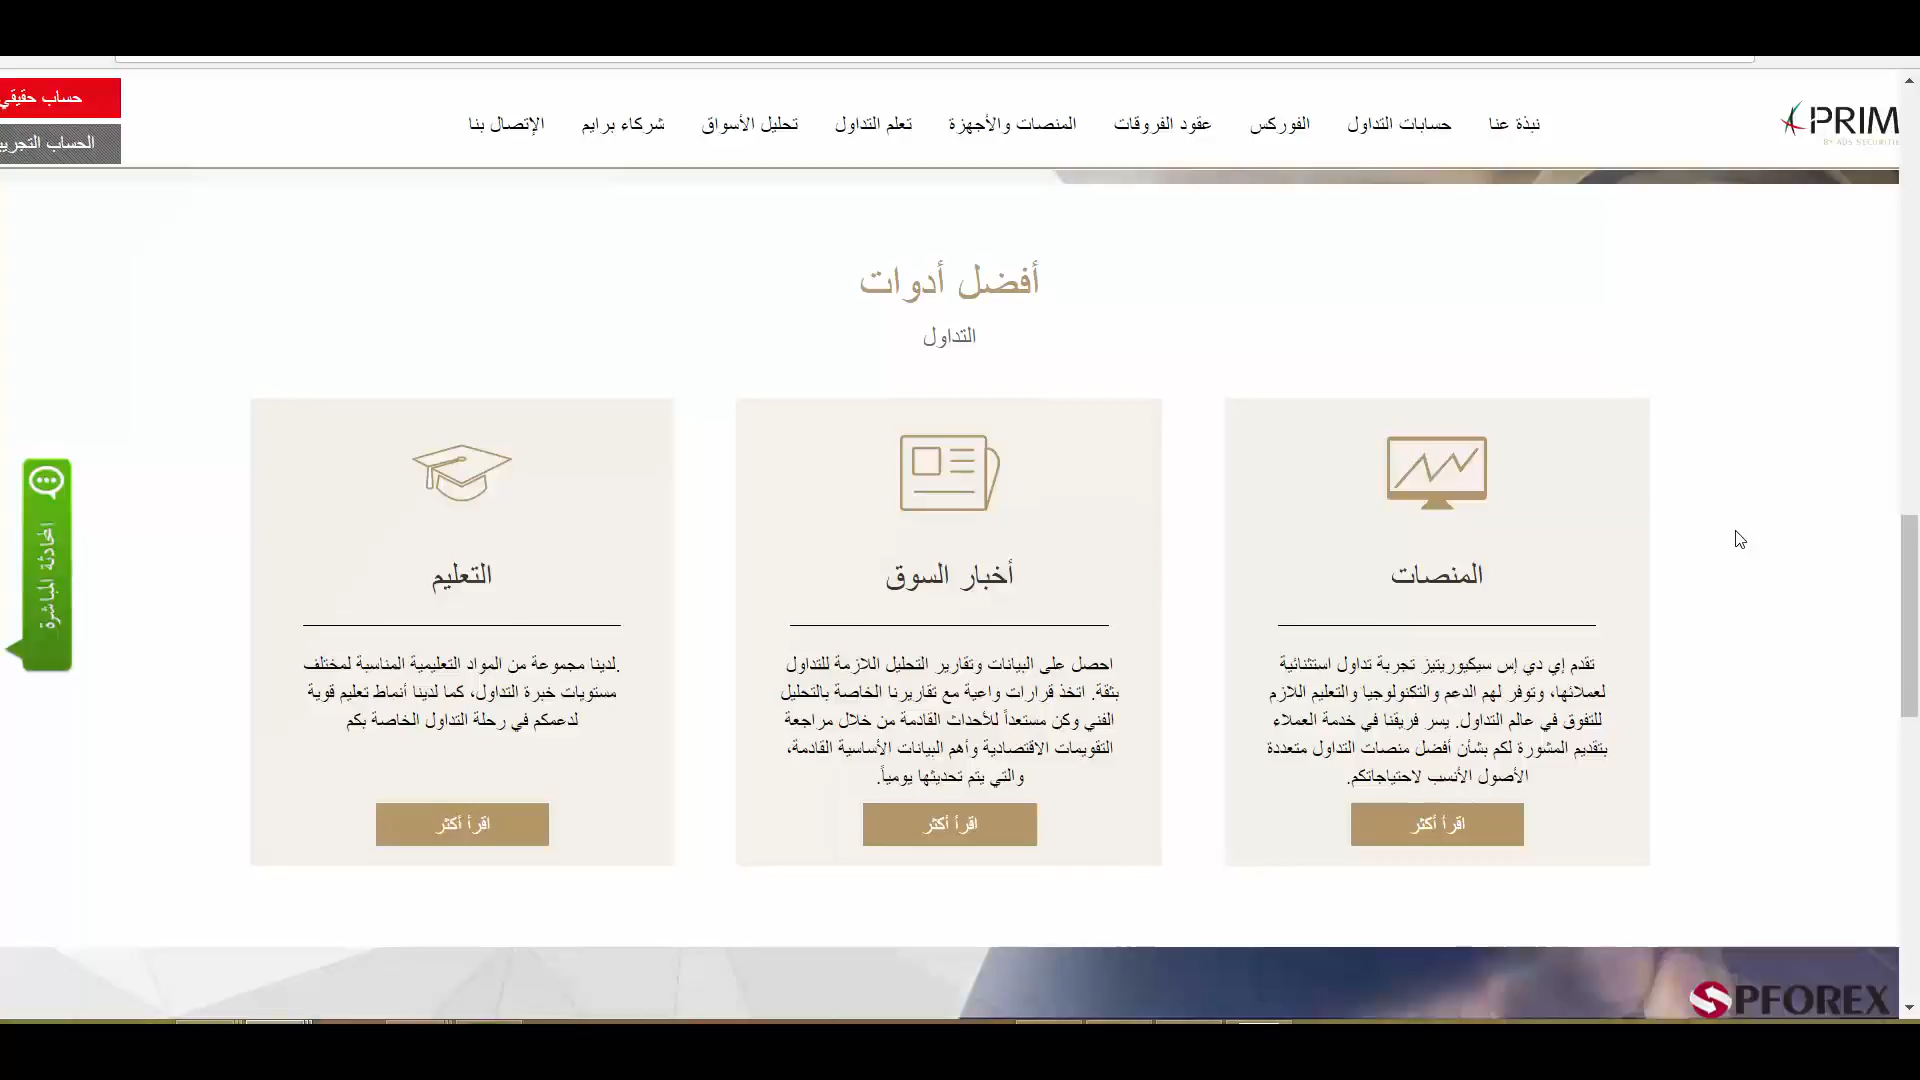 PRIM
BY ADS SECURITI
نبذة عنا
حسابات التداول
الفوركس
عقود الفروقات
المنصات والأجهزة
تعلم التداول
تحليل الأسواق
شركاء برايم
الإتصال بنا
حساب حقيقي
الحساب التجريبي
أفضل أدوات
التداول
المنصات
تقدم إي دي إس سيكيوريتيز تجربة تداول استثنائية
لعملائها، وتوفر لهم الدعم والتكنولوجيا والتعليم اللازم
للتفوق في عالم التداول. يسر فريقنا في خدمة العملاء
بتقديم المشورة لكم بشأن أفضل منصات التداول متعددة
الأصول الأنسب لاحتياجاتكم.
اقرأ أكثر
أخبار السوق
احصل على البيانات وتقارير التحليل اللازمة للتداول
بثقة. اتخذ قرارات واعية مع تقاريرنا الخاصة بالتحليل
الفني وكن مستعداً للأحداث القادمة من خلال مراجعة
التقويمات الاقتصادية وأهم البيانات الأساسية القادمة،
والتي يتم تحديثها يومياً.
اقرأ أكثر
التعليم
.لدينا مجموعة من المواد التعليمية المناسبة لمختلف
مستويات خبرة التداول، كما لدينا أنماط تعليم قوية
لدعمكم في رحلة التداول الخاصة بكم
اقرأ أكثر
المحادثة المباشرة
SPFOREX